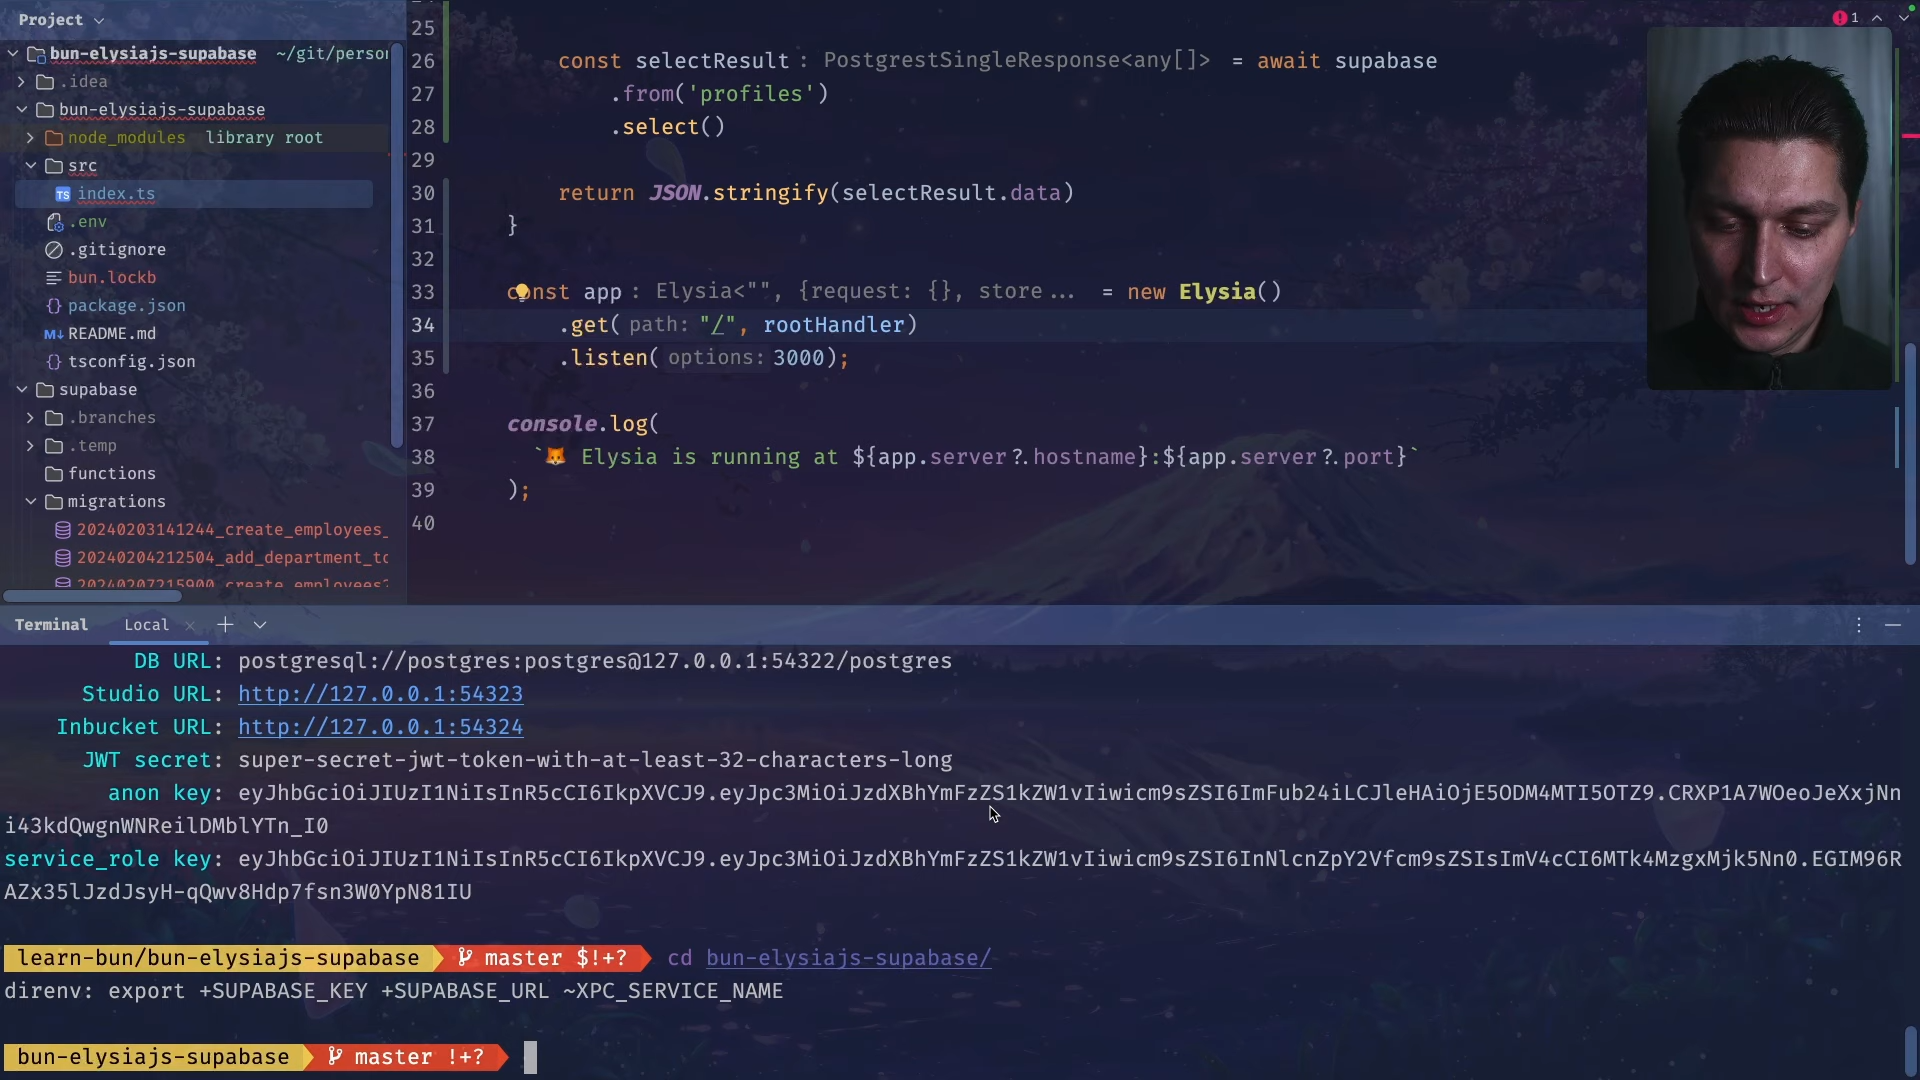 Project
bun-elysiajs-supabase ~/git/person
.idea
bun-elysiajs-supabase
node_modules library root
src
TS index.ts
.env
.gitignore
bun.lockb
{} package.json
M↓ README.md
{} tsconfig.json
supabase
.branches
.temp
functions
migrations
20240203141244_create_employees_
20240204212504_add_department_to
20240207215900_create_employees2
1
25
26 const selectResult : PostgrestSingleResponse<any[]> = await supabase
27 .from('profiles')
28 .select()
29
30 return JSON.stringify(selectResult.data)
31 }
32
33 const app : Elysia<"", {request: {}, store... = new Elysia()
34 .get( path: "/", rootHandler)
35 .listen( options: 3000);
36
37 console.log(
38 `🦊 Elysia is running at ${app.server?.hostname}:${app.server?.port}`
39 );
40
Terminal Local
DB URL: postgresql://postgres:postgres@127.0.0.1:54322/postgres
Studio URL: http://127.0.0.1:54323
Inbucket URL: http://127.0.0.1:54324
JWT secret: super-secret-jwt-token-with-at-least-32-characters-long
anon key: eyJhbGciOiJIUzI1NiIsInR5cCI6IkpXVCJ9.eyJpc3MiOiJzdXBhYmFzZS1kZW1vIiwicm9sZSI6ImFub24iLCJleHAiOjE5ODM4MTI5OTZ9.CRXP1A7WOeoJeXxjNn
i43kdQwgnWNReilDMblYTn_I0
service_role key: eyJhbGciOiJIUzI1NiIsInR5cCI6IkpXVCJ9.eyJpc3MiOiJzdXBhYmFzZS1kZW1vIiwicm9sZSI6InNlcnZpY2Vfcm9sZSIsImV4cCI6MTk4MzgxMjk5Nn0.EGIM96R
AZx35lJzdJsyH-qQwv8Hdp7fsn3W0YpN81IU
learn-bun/bun-elysiajs-supabase master $!+? cd bun-elysiajs-supabase/
direnv: export +SUPABASE_KEY +SUPABASE_URL ~XPC_SERVICE_NAME
bun-elysiajs-supabase master !+?